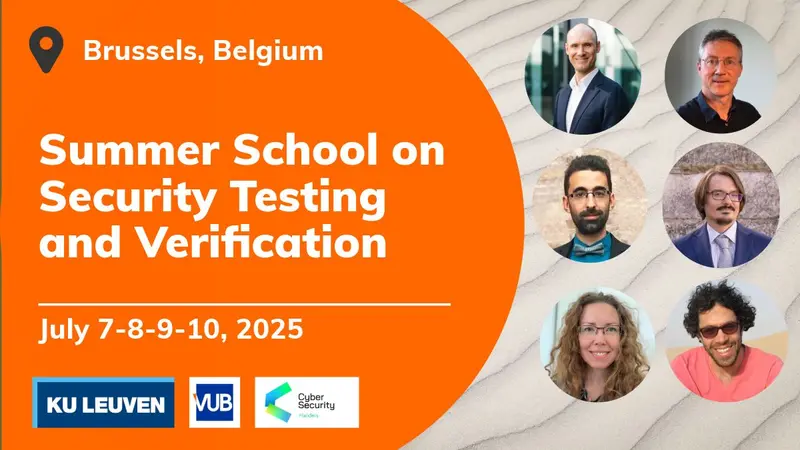 Brussels, Belgium
Summer School on
Security Testing
and Verification
July 7-8-9-10, 2025
KU LEUVEN
VUB
Cyber
Security
Flanders